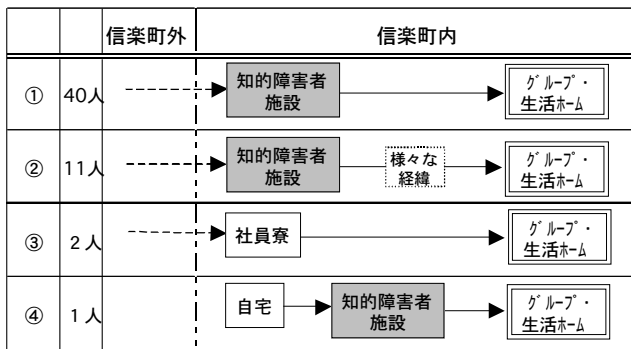 信楽町外 信楽町内
① 40人 知的障害者 ｸﾞﾙｰﾌﾟ・
施設 生活ﾎｰﾑ
② 11人 知的障害者 様々な ｸﾞﾙｰﾌﾟ・
施設 経緯 生活ﾎｰﾑ
③ 2人 社員寮 ｸﾞﾙｰﾌﾟ・
生活ﾎｰﾑ
④ 1人 自宅 知的障害者 ｸﾞﾙｰﾌﾟ・
施設 生活ﾎｰﾑ